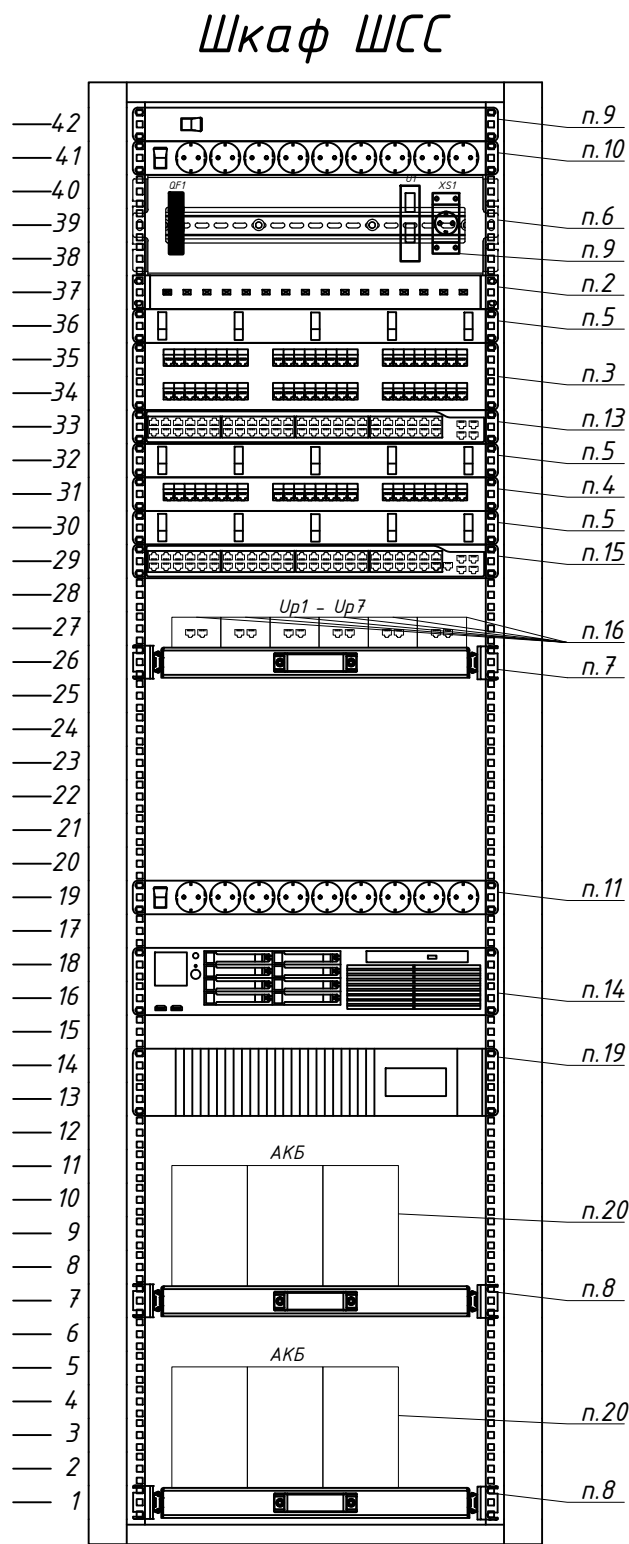 Шкаф ШСС
42 п.9
41 п.10
40 QF1 U1 XS1
39 п.6
38 п.9
37 п.2
36 п.5
35
34 п.3
33 п.13
32 п.5
31 п.4
30 п.5
29 п.15
28
Up1 - Up7
27 п.16
26 п.7
25
24
23
22
21
20
19 п.11
17
18
16 п.14
15
п.19
14
13
12
11 АКБ
10
9 п.20
8
7 п.8
6
5 АКБ
4 п.20
3
2
1 п.8